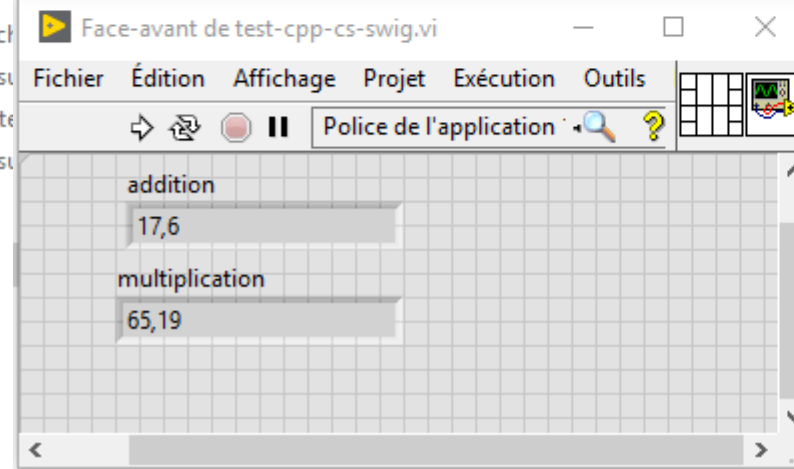 Face-avant de test-cpp-cs-swig.vi
Fichier Édition Affichage Projet Exécution Outils
Police de l'application
addition
17,6
multiplication
65,19